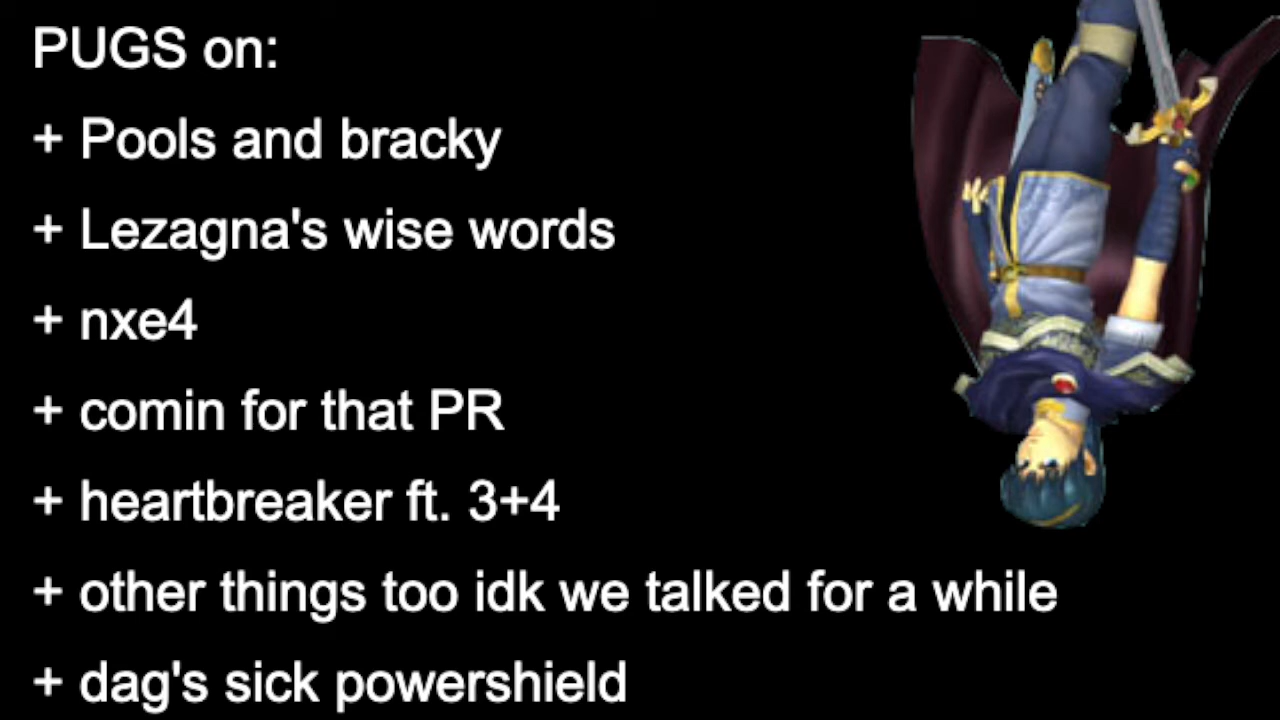 PUGS on:
+ Pools and bracky
+ Lezagna's wise words
+ nxe4
+ comin for that PR
+ heartbreaker ft. 3+4
+ other things too idk we talked for a while
+ dag's sick powershield